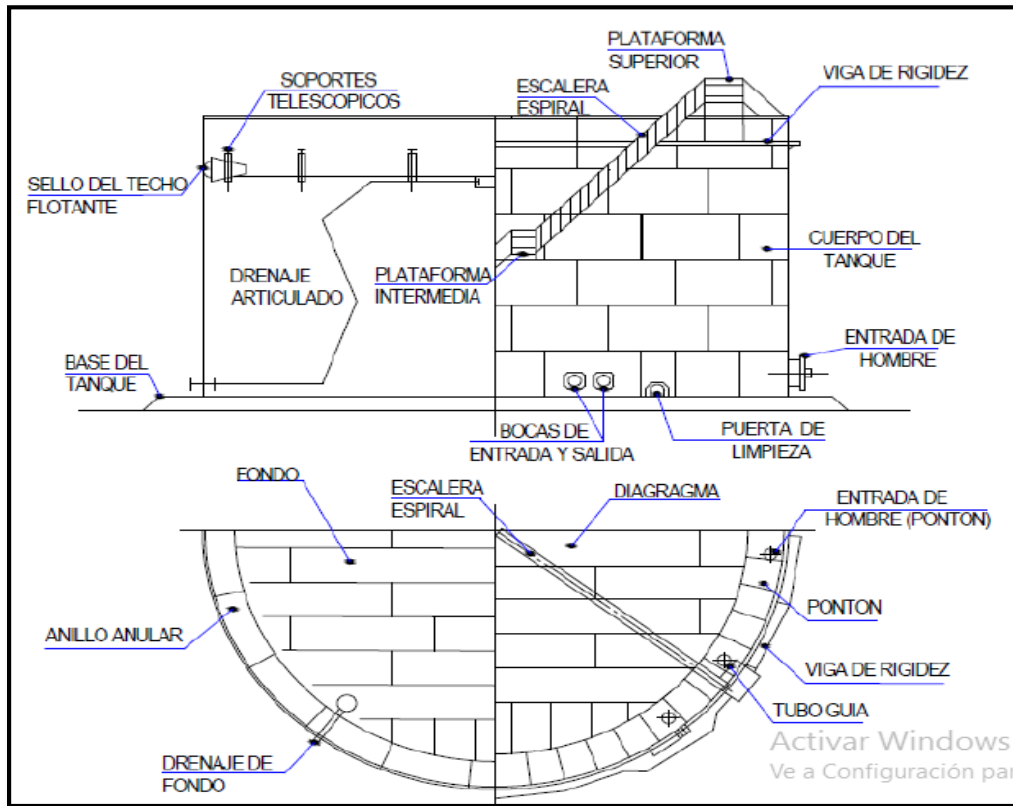 PLATAFORMA
SUPERIOR
VIGA DE RIGIDEZ
SOPORTES
TELESCOPICOS
ESCALERA
ESPIRAL
SELLO DEL TECHO
FLOTANTE
CUERPO DEL
TANQUE
DRENAJE
ARTICULADO
PLATAFORMA
INTERMEDIA
ENTRADA DE
HOMBRE
BASE DEL
TANQUE
BOCAS DE
ENTRADA Y SALIDA
PUERTA DE
LIMPIEZA
FONDO
ESCALERA
ESPIRAL
DIAGRAGMA
ENTRADA DE
HOMBRE (PONTON)
PONTON
ANILLO ANULAR
VIGA DE RIGIDEZ
TUBO GUIA
DRENAJE DE
FONDO
Activar Windows
Ve a Configuración par